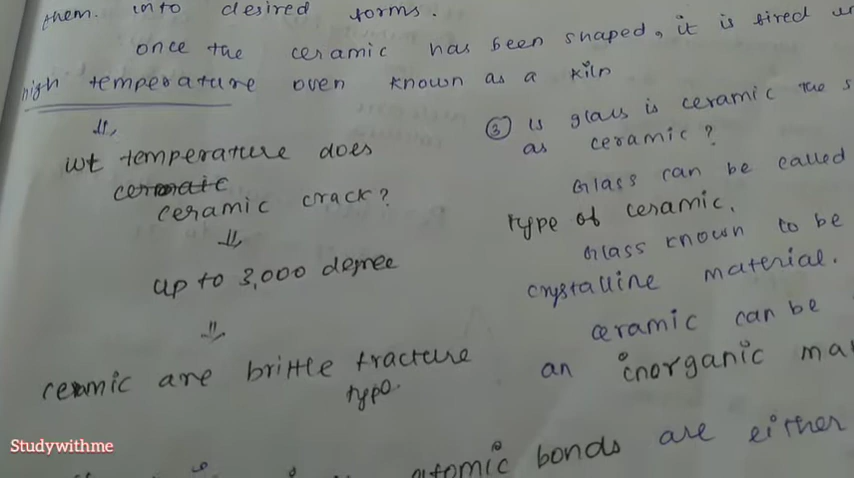 them. into desired forms.
once the ceramic has been shaped, it is fired
high temperature oven known as a kiln
wt temperature does
ceramic crack?
up to 3,000 degree
ceramic are brittle fracture
type.
③ is glass is ceramic the s
as ceramic?
Glass can be called
type of ceramic.
Glass known to be
crystalline material.
ceramic can be
an inorganic ma
atomic bonds are either
Studywithme